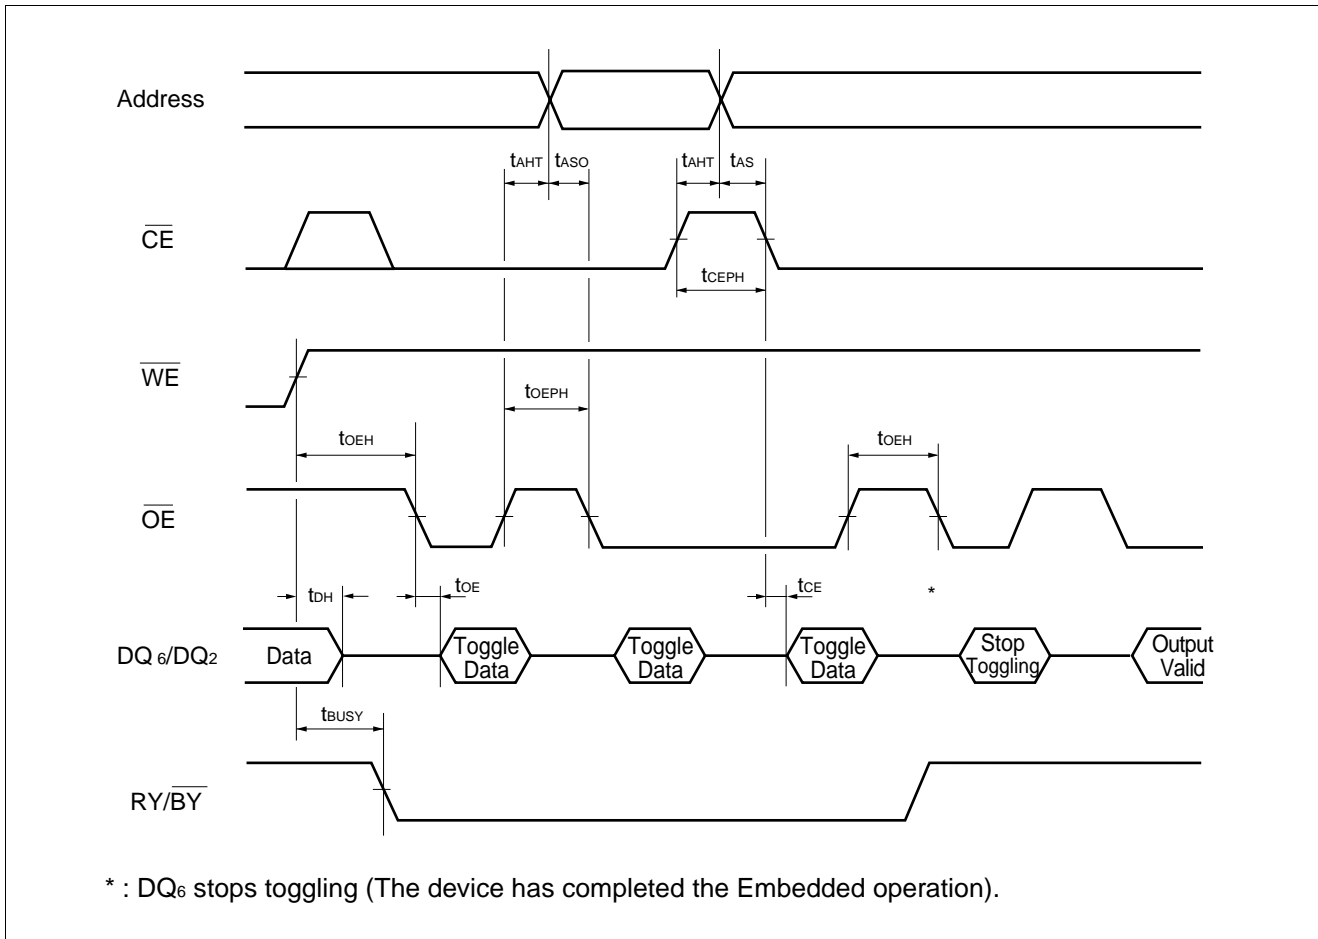 Address
tAHT tASO tAHT tAS
CE
tCEPH
WE
tOEPH
tOEH tOEH
OE
tDH tOE tCE *
DQ 6/DQ2 Data Toggle Data Toggle Data Toggle Data Stop Toggling Output Valid
tBUSY
RY/BY
* : DQ6 stops toggling (The device has completed the Embedded operation).